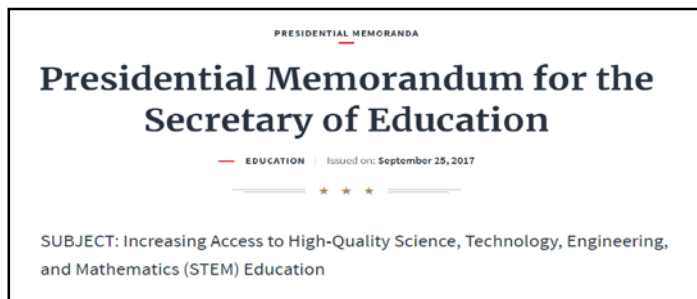 PRESIDENTIAL MEMORANDA
Presidential Memorandum for the
Secretary of Education
EDUCATION Issued on: September 25, 2017
SUBJECT: Increasing Access to High-Quality Science, Technology, Engineering,
and Mathematics (STEM) Education